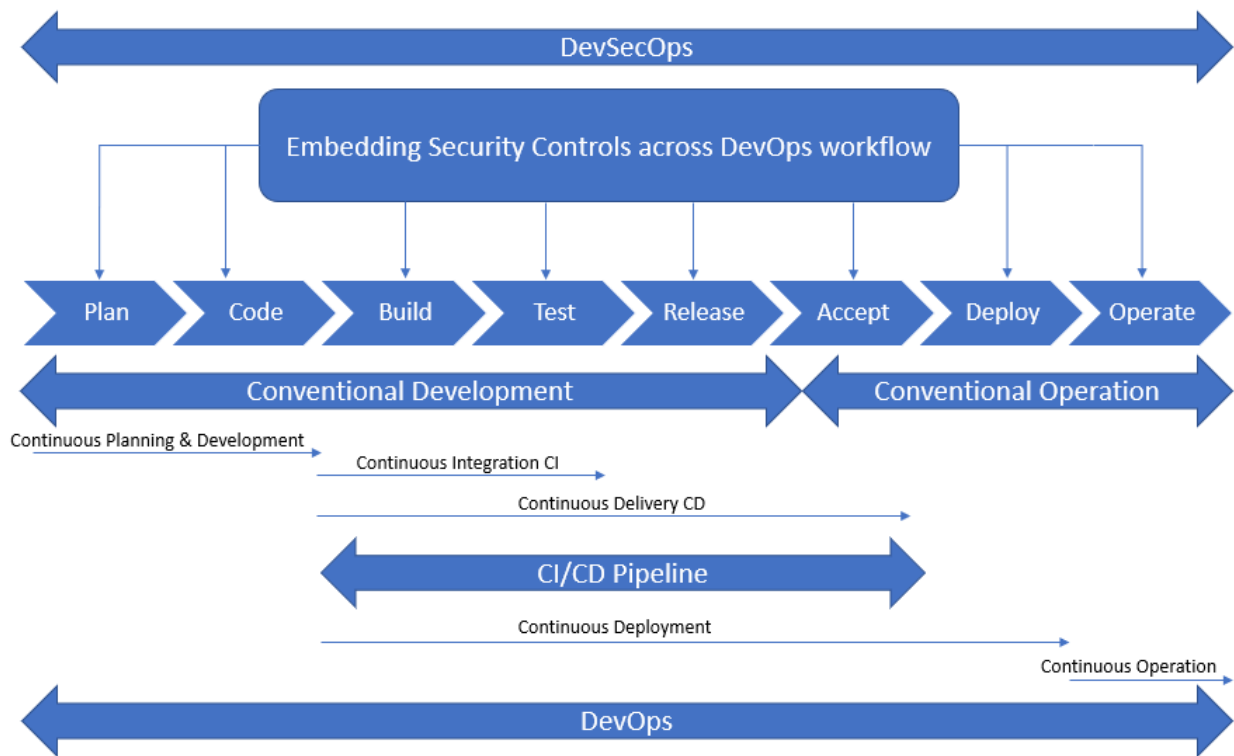 DevSecOps
Embedding Security Controls across DevOps workflow
Plan
Code
Build
Test
Release
Accept
Deploy
Operate
Conventional Development
Conventional Operation
Continuous Planning & Development
Continuous Integration CI
Continuous Delivery CD
CI/CD Pipeline
Continuous Deployment
Continuous Operation
DevOps